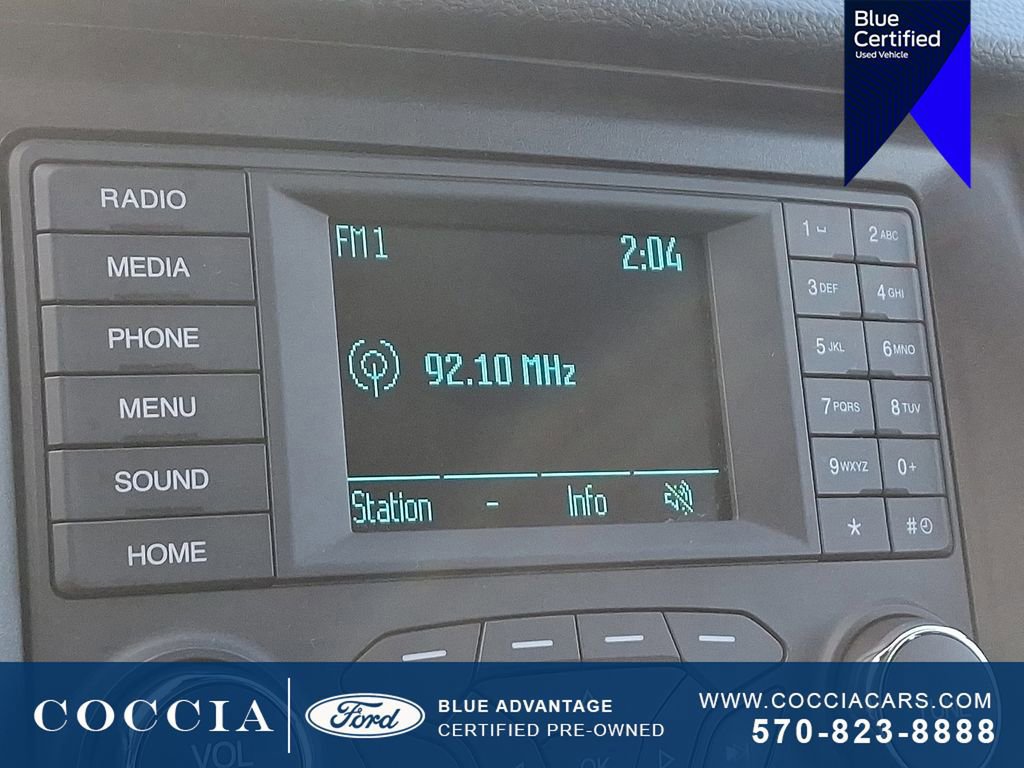 Blue
Certified
Used Vehicle
RADIO
MEDIA
PHONE
MENU
SOUND
HOME
FM1 2:04
92.10 MHz
Station - Info
1 2 ABC
3 DEF 4 GHI
5 JKL 6 MNO
7 PQRS 8 TUV
9 WXYZ 0 +
* #
VOL
OK
COCCIA
Ford
BLUE ADVANTAGE
CERTIFIED PRE-OWNED
WWW.COCCIACARS.COM
570-823-8888